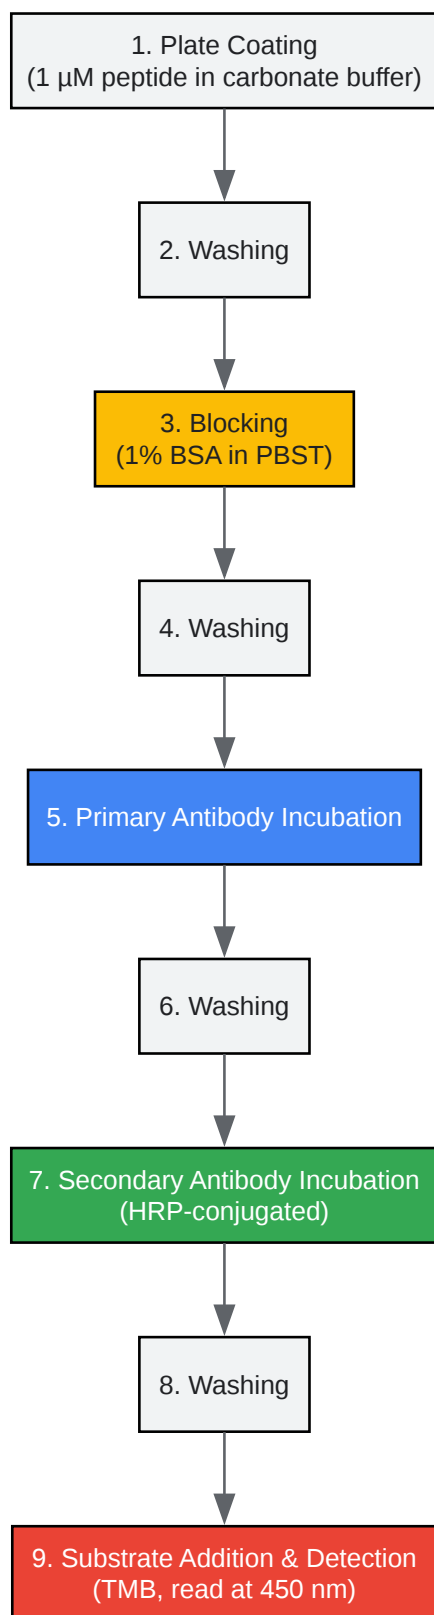 1. Plate Coating
(1 µM peptide in carbonate buffer)
2. Washing
3. Blocking
(1% BSA in PBST)
4. Washing
5. Primary Antibody Incubation
6. Washing
7. Secondary Antibody Incubation
(HRP-conjugated)
8. Washing
9. Substrate Addition & Detection
(TMB, read at 450 nm)